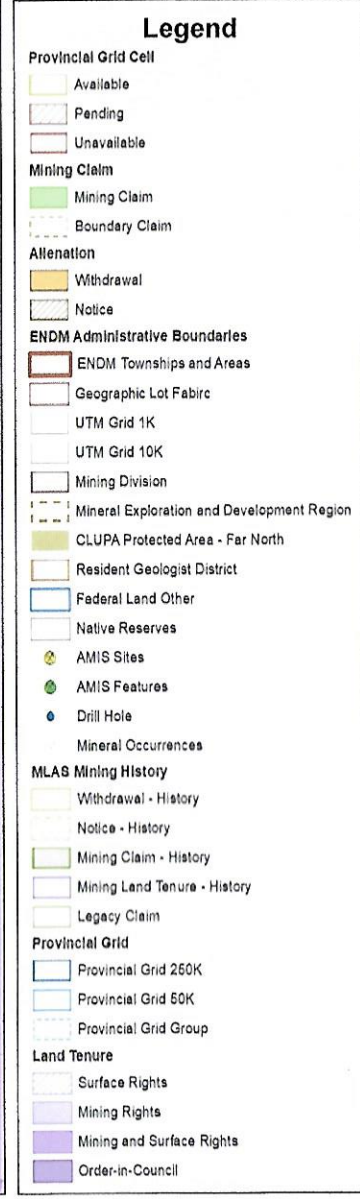 Legend
Provincial Grid Cell
Available
Pending
Unavailable
Mining Claim
Mining Claim
Boundary Claim
Alienation
Withdrawal
Notice
ENDM Administrative Boundaries
ENDM Townships and Areas
Geographic Lot Fabirc
UTM Grid 1K
UTM Grid 10K
Mining Division
Mineral Exploration and Development Region
CLUPA Protected Area - Far North
Resident Geologist District
Federal Land Other
Native Reserves
AMIS Sites
AMIS Features
Drill Hole
Mineral Occurrences
MLAS Mining History
Withdrawal - History
Notice - History
Mining Claim - History
Mining Land Tenure - History
Legacy Claim
Provincial Grid
Provincial Grid 250K
Provincial Grid 50K
Provincial Grid Group
Land Tenure
Surface Rights
Mining Rights
Mining and Surface Rights
Order-in-Council